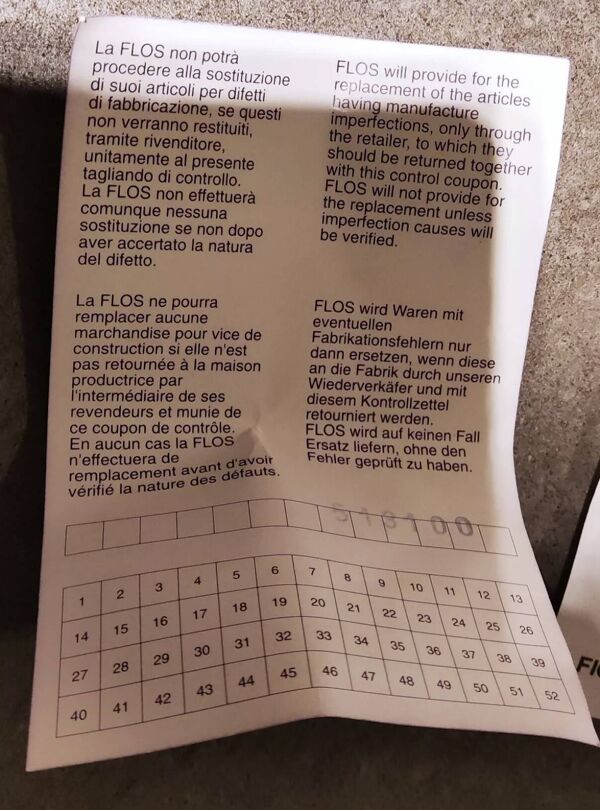 La FLOS non potrà
procedere alla sostituzione
di suoi articoli per difetti
di fabbricazione, se questi
non verranno restituiti,
tramite rivenditore,
unitamente al presente
tagliando di controllo.
La FLOS non effettuerà
comunque nessuna
sostituzione se non dopo
aver accertato la natura
del difetto.
FLOS will provide for the
replacement of the articles
having manufacture
imperfections, only through
the retailer, to which they
should be returned together
with this control coupon.
FLOS will not provide for
the replacement unless
imperfection causes will
be verified.
La FLOS ne pourra
remplacer aucune
marchandise pour vice de
construction si elle n'est
pas retournée à la maison
productrice par
l'intermédiaire de ses
revendeurs et munie de
ce coupon de contrôle.
En aucun cas la FLOS
n'effectuera de
remplacement avant d'avoir
vérifié la nature des défauts.
FLOS wird Waren mit
eventuellen
Fabrikationsfehlern nur
dann ersetzen, wenn diese
an die Fabrik durch unseren
Wiederverkäfer und mit
diesem Kontrollzettel
retourniert werden.
FLOS wird auf keinen Fall
Ersatz liefern, ohne den
Fehler geprüft zu haben.
518100
1 2 3 4 5 6 7 8 9 10 11 12 13
14 15 16 17 18 19 20 21 22 23 24 25 26
27 28 29 30 31 32 33 34 35 36 37 38 39
40 41 42 43 44 45 46 47 48 49 50 51 52